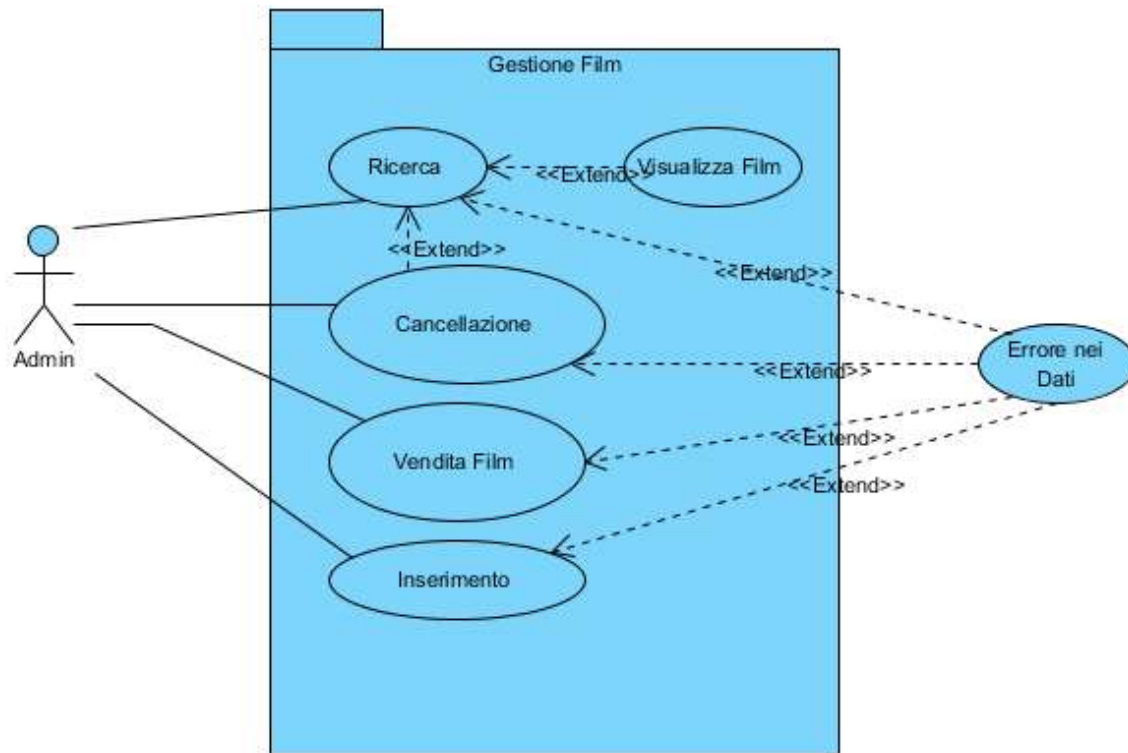 Gestione Film
Ricerca
<<Extend>>
Visualizza Film
<<Extend>>
<<Extend>>
Admin
Cancellazione
Errore nei
Dati
<<Extend>>
<<Extend>>
Vendita Film
<<Extend>>
Inserimento